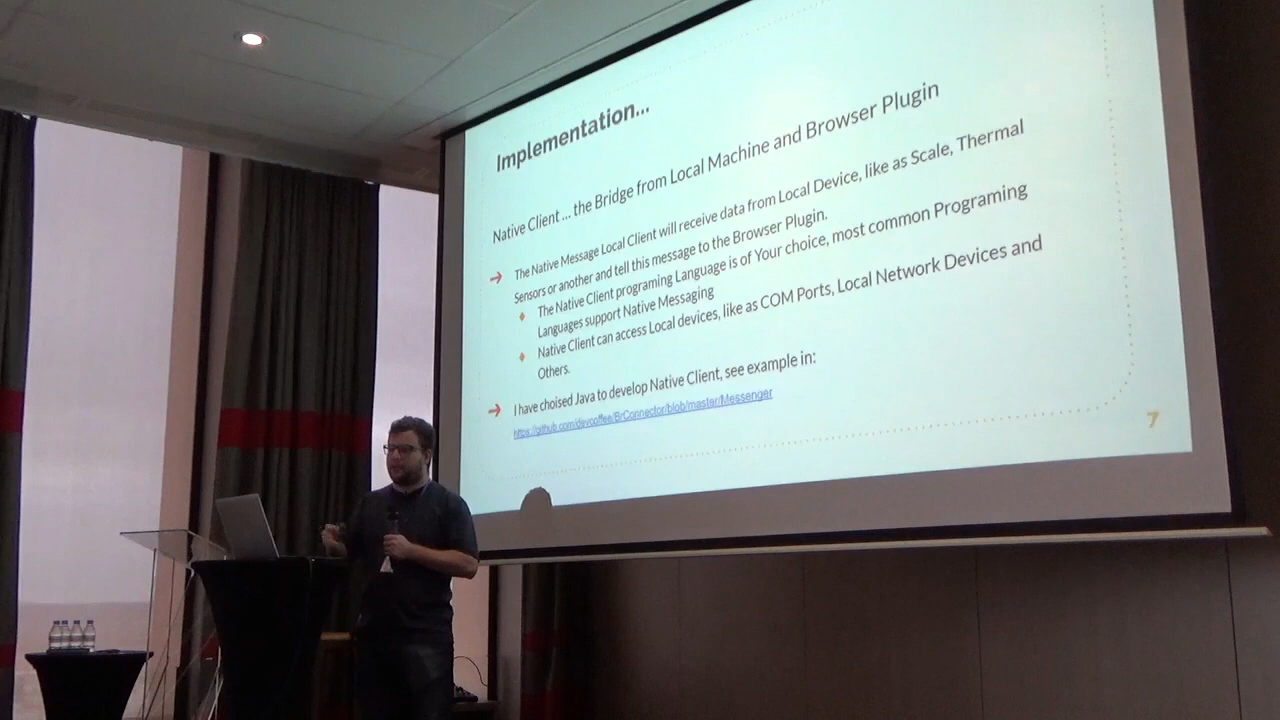 Implementation...
Native Client ... the Bridge from Local Machine and Browser Plugin
The Native Message Local Client will receive data from Local Device, like as Scale, Thermal
Sensors or another and tell this message to the Browser Plugin.
The Native Client programing Language is of Your choice, most common Programing
Languages support Native Messaging
Native Client can access Local devices, like as COM Ports, Local Network Devices and
Others.
I have choised Java to develop Native Client, see example in:
https://github.com/devcoffee/BrConnector/blob/master/Messenger
7